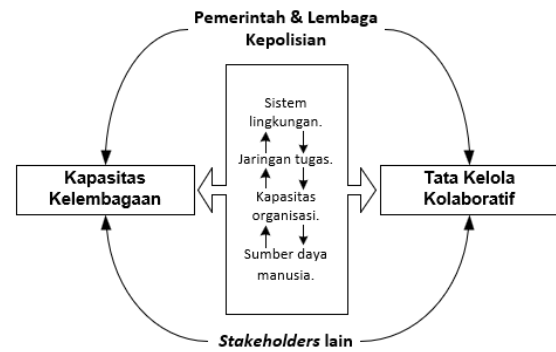 Pemerintah & Lembaga
Kepolisian
Sistem
lingkungan.
Jaringan tugas.
Kapasitas
Kelembagaan
Tata Kelola
Kolaboratif
Kapasitas
organisasi.
Sumber daya
manusia.
Stakeholders lain